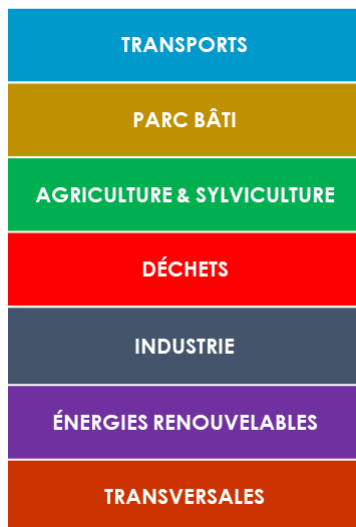 TRANSPORTS
PARC BÂTI
AGRICULTURE & SYLVICULTURE
DÉCHETS
INDUSTRIE
ÉNERGIES RENOUVELABLES
TRANSVERSALES